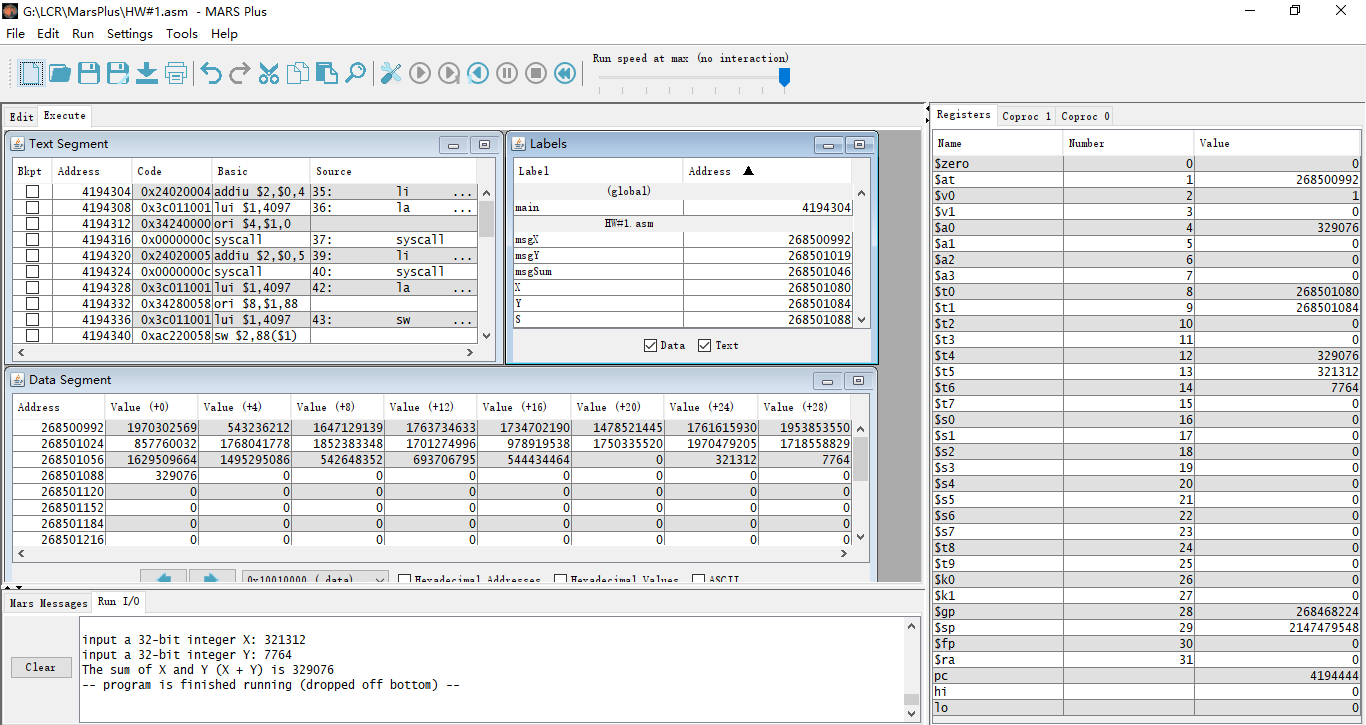 G:\LCR\MarsPlus\HW#1.asm - MARS Plus
File Edit Run Settings Tools Help
Run speed at max (no interaction)
Edit Execute
Text Segment
Bkpt Address Code Basic Source
4194304 0x24020004 addiu $2,$0,4 35: li ...
4194308 0x3c011001 lui $1,4097 36: la ...
4194312 0x34240000 ori $4,$1,0
4194316 0x0000000c syscall 37: syscall
4194320 0x24020005 addiu $2,$0,5 39: li ...
4194324 0x0000000c syscall 40: syscall
4194328 0x3c011001 lui $1,4097 42: la ...
4194332 0x34280058 ori $8,$1,88
4194336 0x3c011001 lui $1,4097 43: sw ...
4194340 0xac220058 sw $2,88($1)
Labels
Label Address ▲
(global)
main 4194304
HW#1.asm
msgX 268500992
msgY 268501019
msgSum 268501046
X 268501080
Y 268501084
S 268501088
Data Text
Data Segment
Address Value (+0) Value (+4) Value (+8) Value (+12) Value (+16) Value (+20) Value (+24) Value (+28)
268500992 1970302569 543236212 1647129139 1763734633 1734702190 1478521445 1761615930 1953853550
268501024 857760032 1768041778 1852383348 1701274996 978919538 1750335520 1970479205 1718558829
268501056 1629509664 1495295086 542648352 693706795 544434464 0 321312 7764
268501088 329076 0 0 0 0 0 0 0
268501120 0 0 0 0 0 0 0 0
268501152 0 0 0 0 0 0 0 0
268501184 0 0 0 0 0 0 0 0
268501216 0 0 0 0 0 0 0 0
0x10010000 (.data) Hexadecimal Addresses Hexadecimal Values ASCII
Mars Messages Run I/O
Clear
input a 32-bit integer X: 321312
input a 32-bit integer Y: 7764
The sum of X and Y (X + Y) is 329076
-- program is finished running (dropped off bottom) --
Registers Coproc 1 Coproc 0
Name Number Value
$zero 0 0
$at 1 268500992
$v0 2 1
$v1 3 0
$a0 4 329076
$a1 5 0
$a2 6 0
$a3 7 0
$t0 8 268501080
$t1 9 268501084
$t2 10 0
$t3 11 0
$t4 12 329076
$t5 13 321312
$t6 14 7764
$t7 15 0
$s0 16 0
$s1 17 0
$s2 18 0
$s3 19 0
$s4 20 0
$s5 21 0
$s6 22 0
$s7 23 0
$t8 24 0
$t9 25 0
$k0 26 0
$k1 27 0
$gp 28 268468224
$sp 29 2147479548
$fp 30 0
$ra 31 0
pc 4194444
hi 0
lo 0